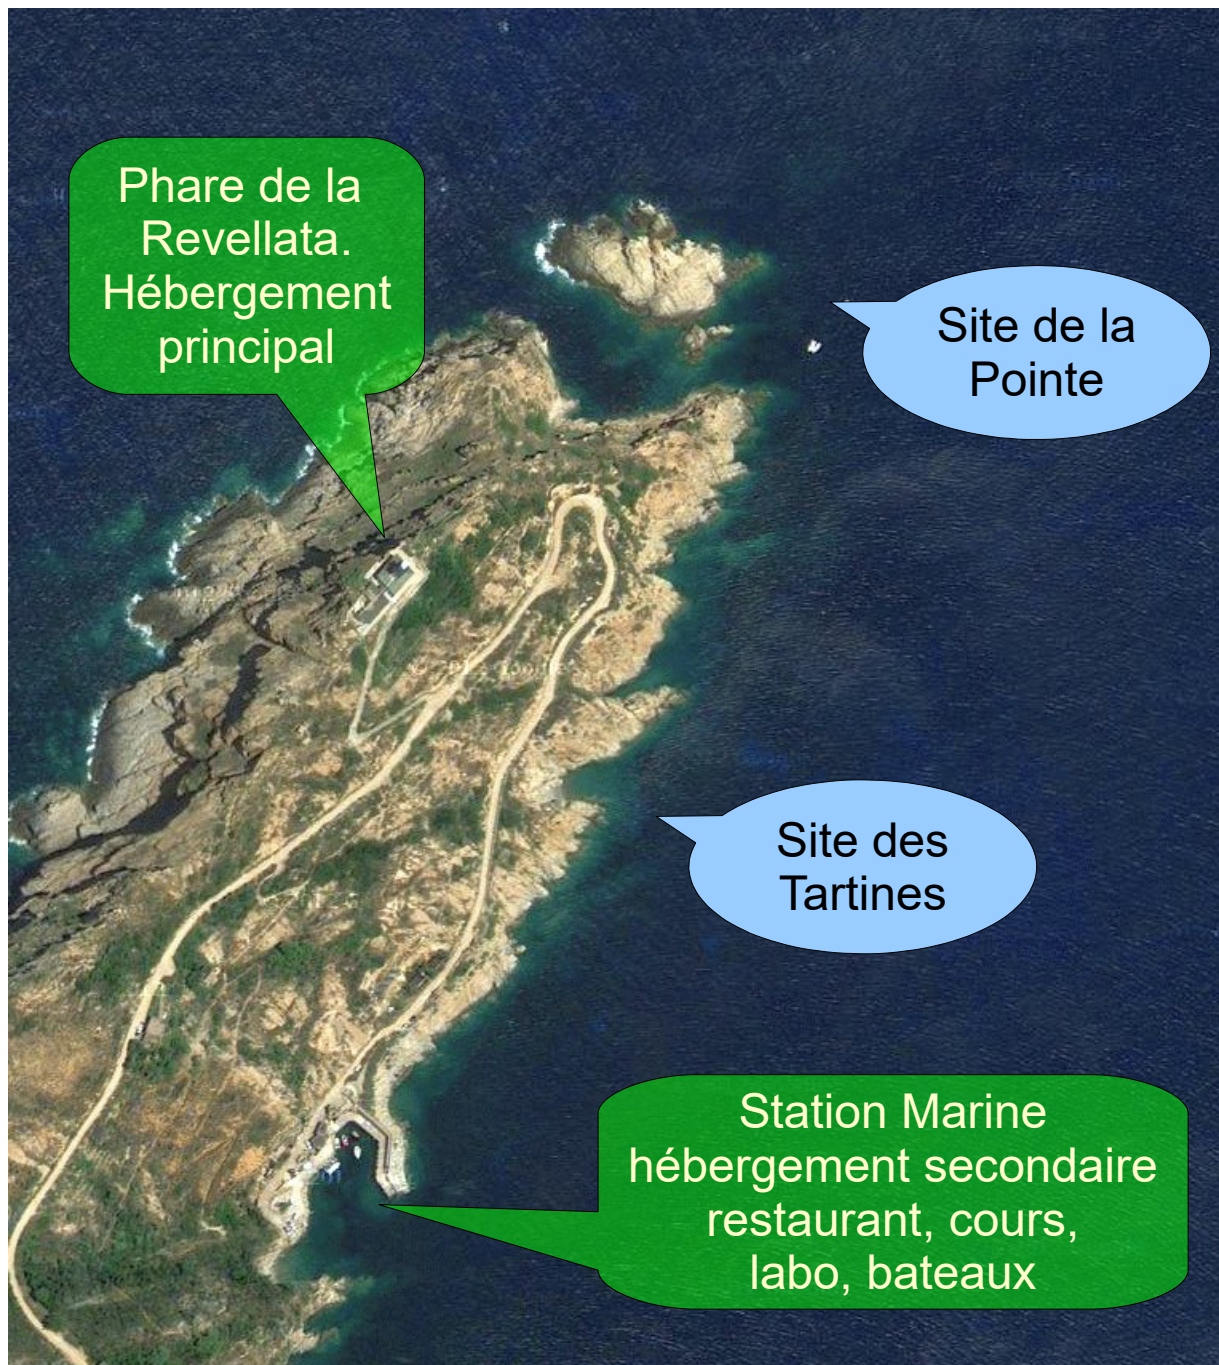 Phare de la
Revellata.
Hébergement
principal
Site de la
Pointe
Site des
Tartines
Station Marine
hébergement secondaire
restaurant, cours,
labo, bateaux